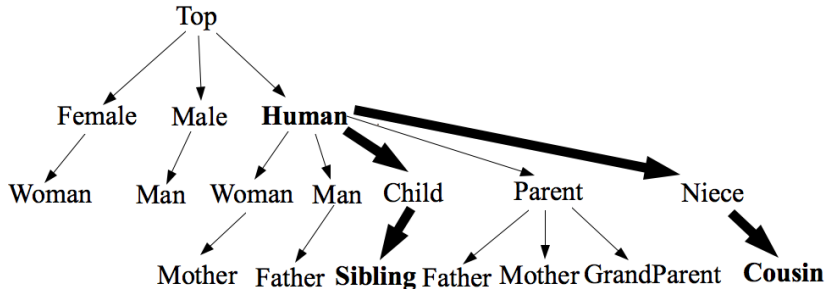 Top
Female Male Human
Woman Man Woman Man Child Parent Niece
Mother Father Sibling Father Mother GrandParent Cousin